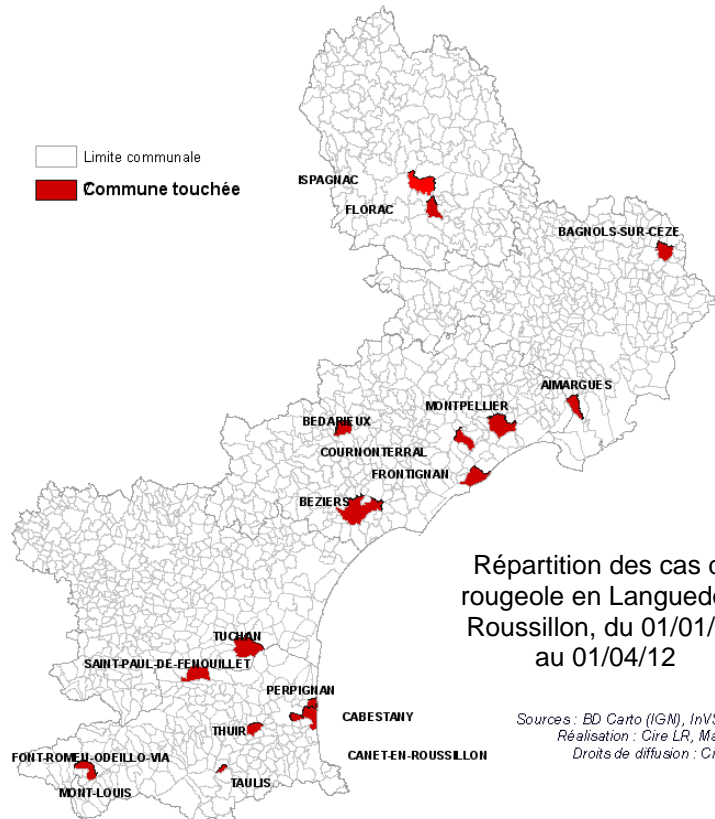 Limite communale
Commune touchée
ISPAGNAC
FLORAC
BAGNOLS-SUR-CEZE
AIMARGUES
MONTPELLIER
BEDARIEUX
COURNONTERRAL
FRONTIGNAN
BEZIERS
Répartition des cas
rougeole en Langued
Roussillon, du 01/01/
au 01/04/12
TUCHAN
SAINT-PAUL-DE-FENOUILLET
PERPIGNAN
CABESTANY
Sources : BD Carto (IGN), InVS
Réalisation : Cire LR, Ma
Droits de diffusion : Ci
THUIR
CANET-EN-ROUSSILLON
FONT-ROMEU-ODEILLO-VIA
TAULIS
MONT-LOUIS